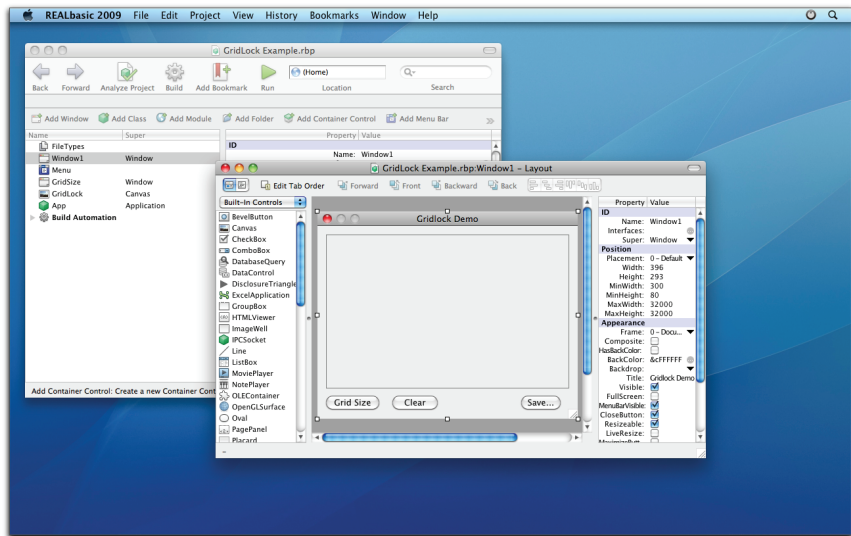 REALbasic 2009 File Edit Project View History Bookmarks Window Help
GridLock Example.rbp
(Home)
Back Forward Analyze Project Build Add Bookmark Run Location Search
Add Window Add Class Add Module Add Folder Add Container Control Add Menu Bar
Name Super
FileTypes
Window1 Window
Menu
GridSize Window
GridLock Canvas
App Application
Build Automation
Property Value
ID
Name: Window1
Add Container Control: Create a new Container Cont
GridLock Example.rbp:Window1 – Layout
Edit Tab Order Forward Front Backward Back
Built-In Controls
BevelButton
Canvas
CheckBox
ComboBox
DatabaseQuery
DataControl
DisclosureTriangle
ExcelApplication
GroupBox
HTMLViewer
ImageWell
IPCSocket
Line
ListBox
MoviePlayer
NotePlayer
OLEContainer
OpenGLSurface
Oval
PagePanel
Placard
Gridlock Demo
Grid Size Clear Save...
Property Value
ID
Name: Window1
Interfaces:
Super: Window
Position
Placement: 0 – Default
Width: 396
Height: 293
MinWidth: 300
MinHeight: 80
MaxWidth: 32000
MaxHeight: 32000
Appearance
Frame: 0 – Docu...
Composite:
HasBackColor:
BackColor: &cFFFFFF
Backdrop:
Title: Gridlock Demo
Visible:
FullScreen:
MenuBarVisible:
CloseButton:
Resizeable:
LiveResize: